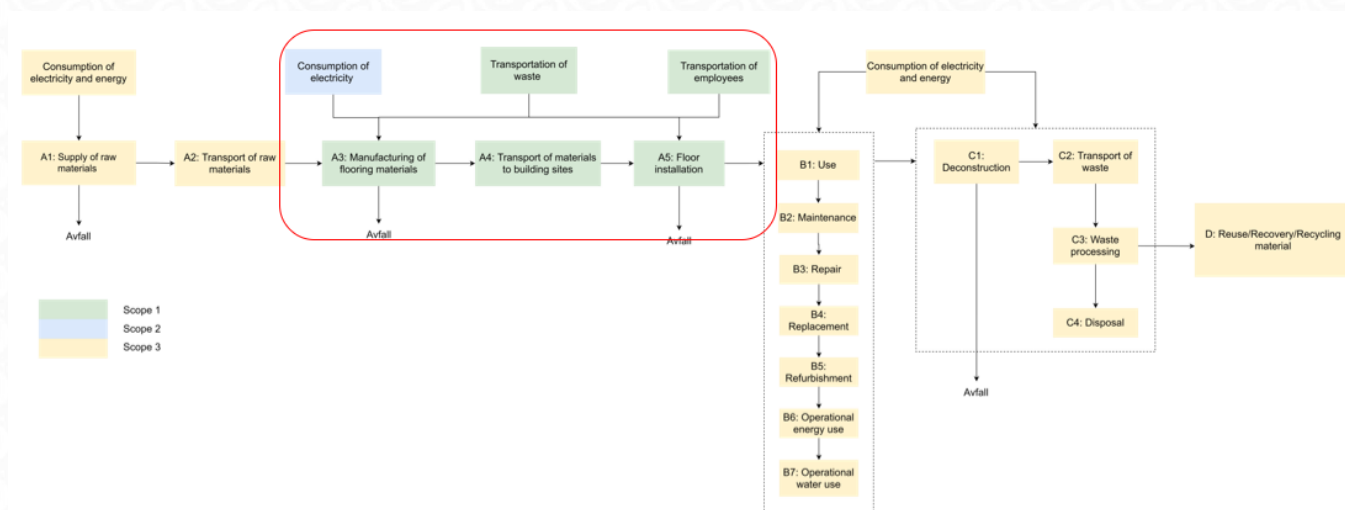 Consumption of
electricity and energy
Consumption of
electricity
Transportation of
waste
Transportation of
employees
Consumption of electricity
and energy
A1: Supply of raw
materials
A2: Transport of raw
materials
A3: Manufacturing of
flooring materials
A4: Transport of materials
to building sites
A5: Floor
installation
Avfall
Avfall
Avfall
B1: Use
B2: Maintenance
B3: Repair
B4:
Replacement
B5:
Refurbishment
B6: Operational
energy use
B7: Operational
water use
C1:
Deconstruction
C2: Transport of
waste
C3: Waste
processing
C4: Disposal
Avfall
D: Reuse/Recovery/Recycling
material
Scope 1
Scope 2
Scope 3